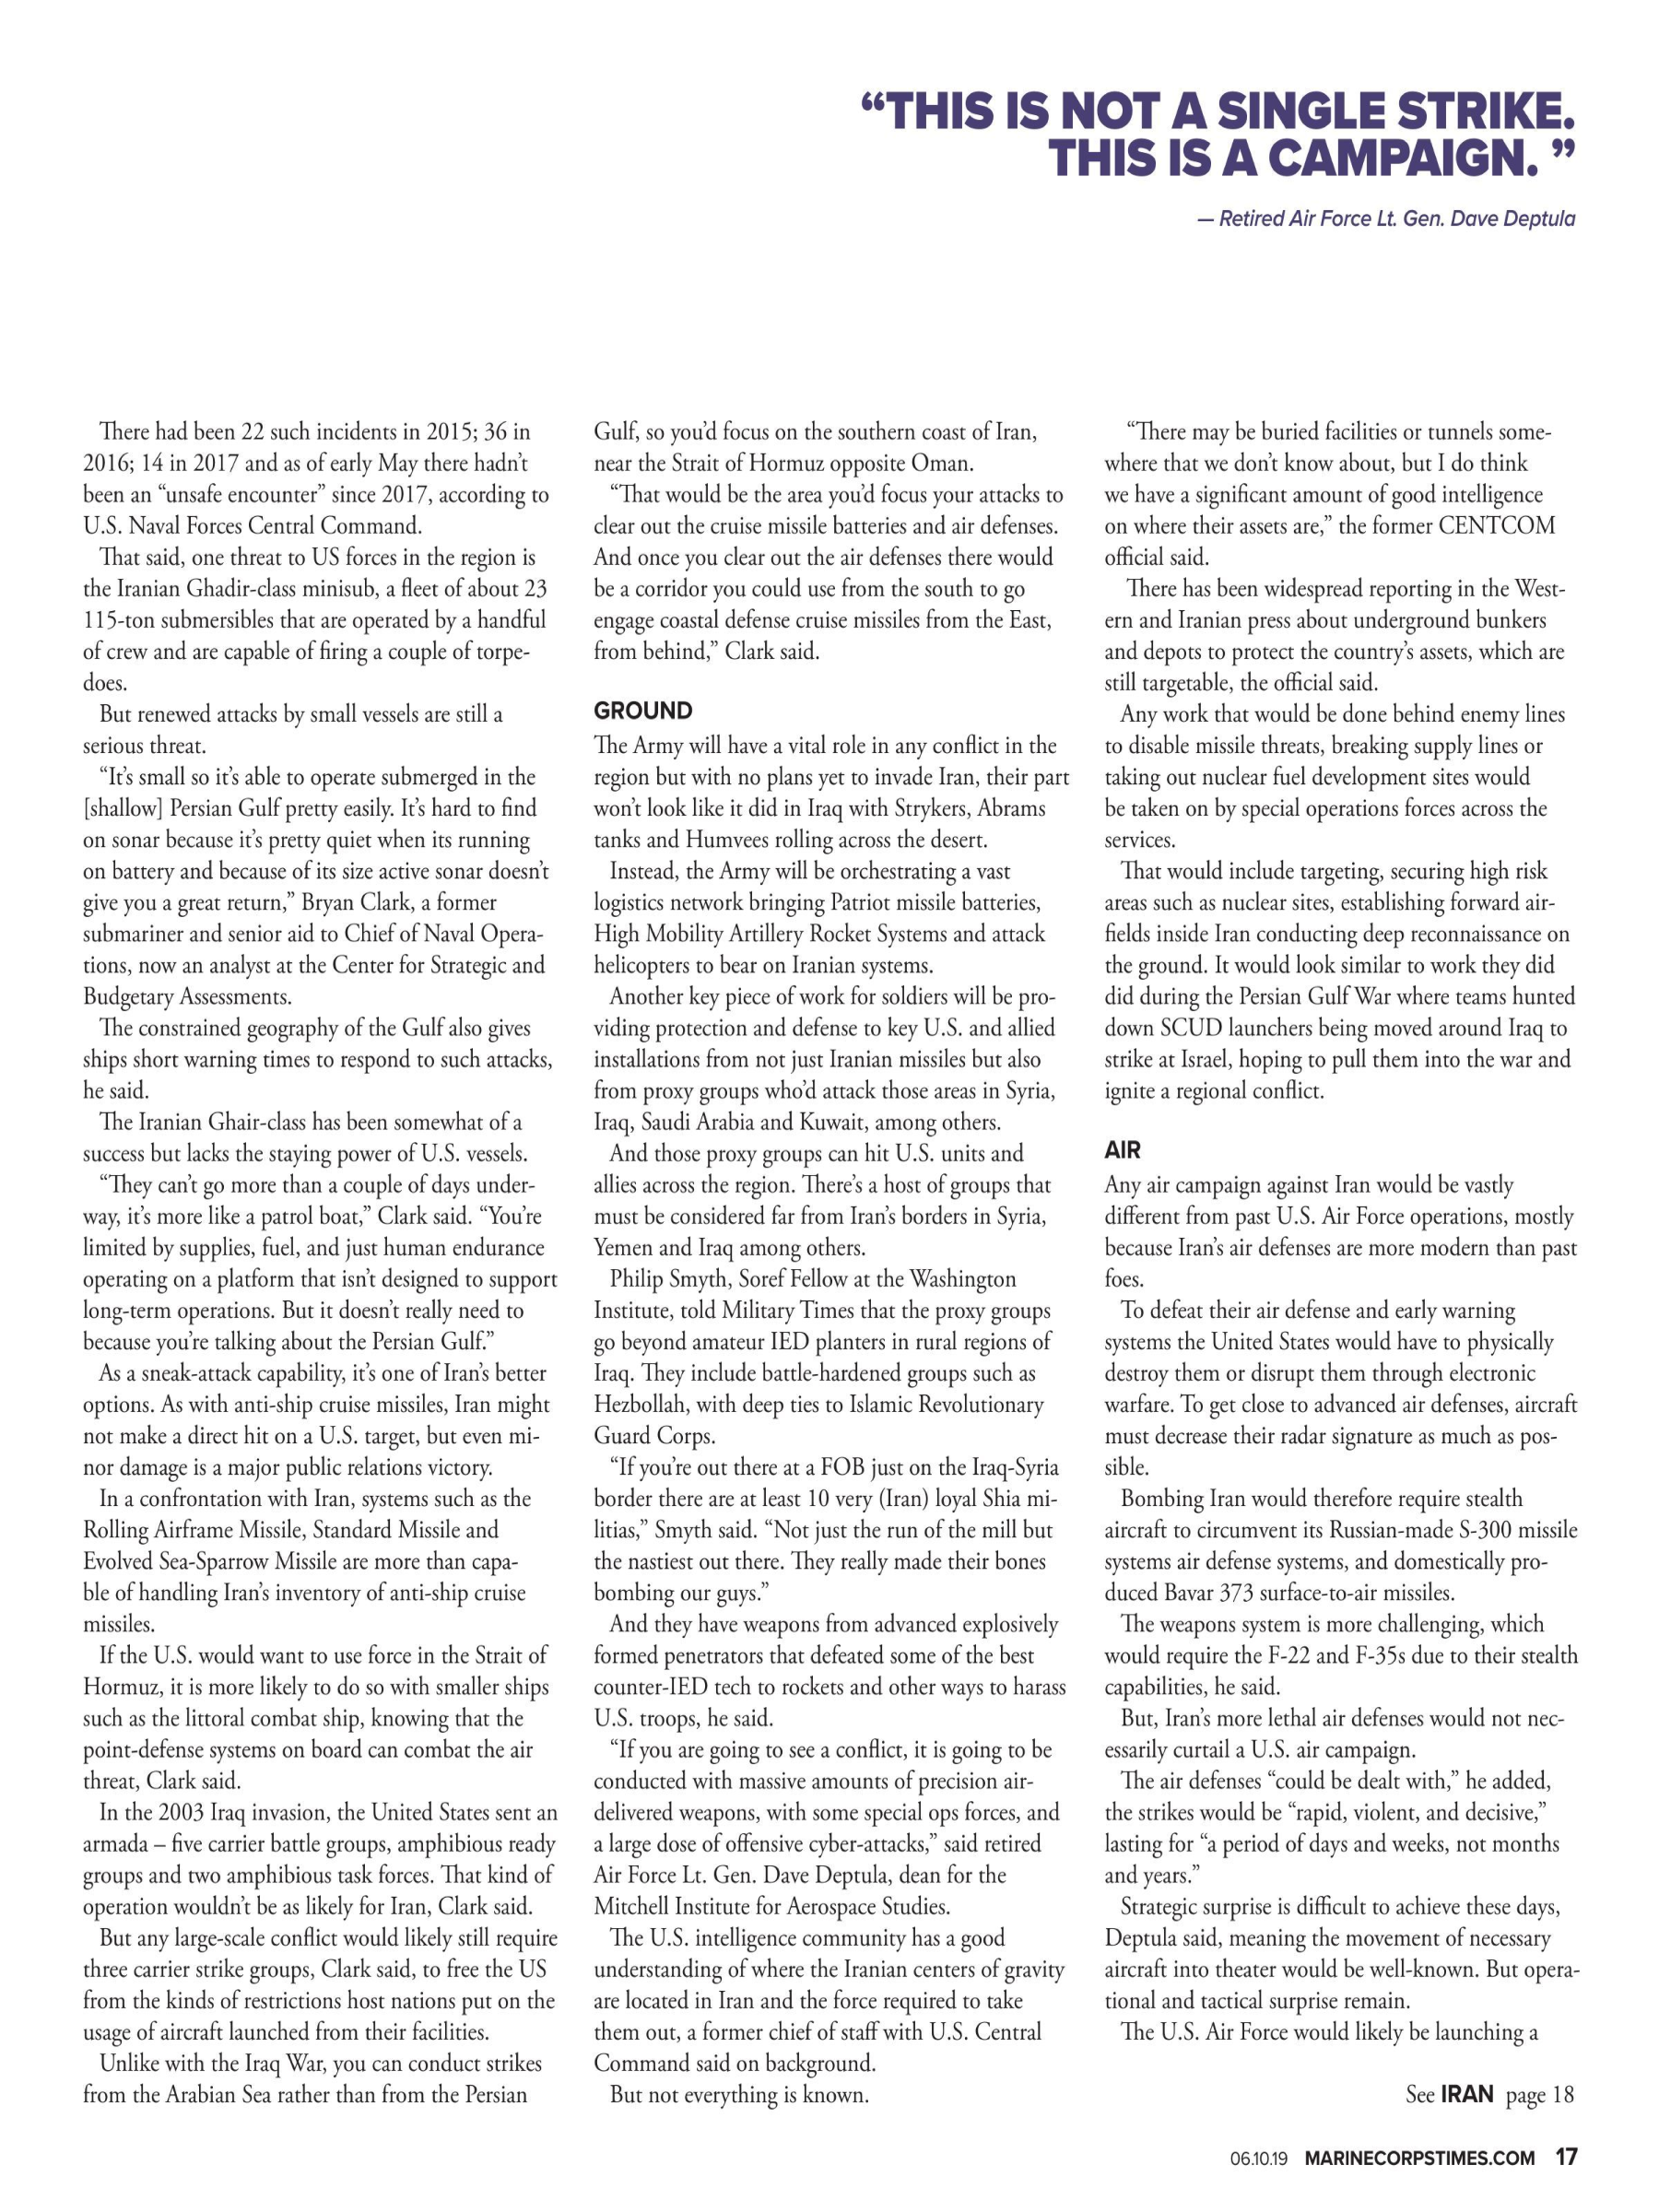 “THIS IS NOT A SINGLE STRIKE.
THIS IS A CAMPAIGN. ”
— Retired Air Force Lt. Gen. Dave Deptula
There had been 22 such incidents in 2015; 36 in
2016; 14 in 2017 and as of early May there hadn’t
been an “unsafe encounter” since 2017, according to
U.S. Naval Forces Central Command.
That said, one threat to US forces in the region is
the Iranian Ghadir-class minisub, a fleet of about 23
115-ton submersibles that are operated by a handful
of crew and are capable of firing a couple of torpe-
does.
But renewed attacks by small vessels are still a
serious threat.
“It’s small so it’s able to operate submerged in the
[shallow] Persian Gulf pretty easily. It’s hard to find
on sonar because it’s pretty quiet when its running
on battery and because of its size active sonar doesn’t
give you a great return,” Bryan Clark, a former
submariner and senior aid to Chief of Naval Opera-
tions, now an analyst at the Center for Strategic and
Budgetary Assessments.
The constrained geography of the Gulf also gives
ships short warning times to respond to such attacks,
he said.
The Iranian Ghair-class has been somewhat of a
success but lacks the staying power of U.S. vessels.
“They can’t go more than a couple of days under-
way, it’s more like a patrol boat,” Clark said. “You’re
limited by supplies, fuel, and just human endurance
operating on a platform that isn’t designed to support
long-term operations. But it doesn’t really need to
because you’re talking about the Persian Gulf.”
As a sneak-attack capability, it’s one of Iran’s better
options. As with anti-ship cruise missiles, Iran might
not make a direct hit on a U.S. target, but even mi-
nor damage is a major public relations victory.
In a confrontation with Iran, systems such as the
Rolling Airframe Missile, Standard Missile and
Evolved Sea-Sparrow Missile are more than capa-
ble of handling Iran’s inventory of anti-ship cruise
missiles.
If the U.S. would want to use force in the Strait of
Hormuz, it is more likely to do so with smaller ships
such as the littoral combat ship, knowing that the
point-defense systems on board can combat the air
threat, Clark said.
In the 2003 Iraq invasion, the United States sent an
armada – five carrier battle groups, amphibious ready
groups and two amphibious task forces. That kind of
operation wouldn’t be as likely for Iran, Clark said.
But any large-scale conflict would likely still require
three carrier strike groups, Clark said, to free the US
from the kinds of restrictions host nations put on the
usage of aircraft launched from their facilities.
Unlike with the Iraq War, you can conduct strikes
from the Arabian Sea rather than from the Persian
Gulf, so you’d focus on the southern coast of Iran,
near the Strait of Hormuz opposite Oman.
“That would be the area you’d focus your attacks to
clear out the cruise missile batteries and air defenses.
And once you clear out the air defenses there would
be a corridor you could use from the south to go
engage coastal defense cruise missiles from the East,
from behind,” Clark said.
GROUND
The Army will have a vital role in any conflict in the
region but with no plans yet to invade Iran, their part
won’t look like it did in Iraq with Strykers, Abrams
tanks and Humvees rolling across the desert.
Instead, the Army will be orchestrating a vast
logistics network bringing Patriot missile batteries,
High Mobility Artillery Rocket Systems and attack
helicopters to bear on Iranian systems.
Another key piece of work for soldiers will be pro-
viding protection and defense to key U.S. and allied
installations from not just Iranian missiles but also
from proxy groups who’d attack those areas in Syria,
Iraq, Saudi Arabia and Kuwait, among others.
And those proxy groups can hit U.S. units and
allies across the region. There’s a host of groups that
must be considered far from Iran’s borders in Syria,
Yemen and Iraq among others.
Philip Smyth, Soref Fellow at the Washington
Institute, told Military Times that the proxy groups
go beyond amateur IED planters in rural regions of
Iraq. They include battle-hardened groups such as
Hezbollah, with deep ties to Islamic Revolutionary
Guard Corps.
“If you’re out there at a FOB just on the Iraq-Syria
border there are at least 10 very (Iran) loyal Shia mi-
litias,” Smyth said. “Not just the run of the mill but
the nastiest out there. They really made their bones
bombing our guys.”
And they have weapons from advanced explosively
formed penetrators that defeated some of the best
counter-IED tech to rockets and other ways to harass
U.S. troops, he said.
“If you are going to see a conflict, it is going to be
conducted with massive amounts of precision air-
delivered weapons, with some special ops forces, and
a large dose of offensive cyber-attacks,” said retired
Air Force Lt. Gen. Dave Deptula, dean for the
Mitchell Institute for Aerospace Studies.
The U.S. intelligence community has a good
understanding of where the Iranian centers of gravity
are located in Iran and the force required to take
them out, a former chief of staff with U.S. Central
Command said on background.
But not everything is known.
“There may be buried facilities or tunnels some-
where that we don’t know about, but I do think
we have a significant amount of good intelligence
on where their assets are,” the former CENTCOM
official said.
There has been widespread reporting in the West-
ern and Iranian press about underground bunkers
and depots to protect the country’s assets, which are
still targetable, the official said.
Any work that would be done behind enemy lines
to disable missile threats, breaking supply lines or
taking out nuclear fuel development sites would
be taken on by special operations forces across the
services.
That would include targeting, securing high risk
areas such as nuclear sites, establishing forward air-
fields inside Iran conducting deep reconnaissance on
the ground. It would look similar to work they did
did during the Persian Gulf War where teams hunted
down SCUD launchers being moved around Iraq to
strike at Israel, hoping to pull them into the war and
ignite a regional conflict.
AIR
Any air campaign against Iran would be vastly
different from past U.S. Air Force operations, mostly
because Iran’s air defenses are more modern than past
foes.
To defeat their air defense and early warning
systems the United States would have to physically
destroy them or disrupt them through electronic
warfare. To get close to advanced air defenses, aircraft
must decrease their radar signature as much as pos-
sible.
Bombing Iran would therefore require stealth
aircraft to circumvent its Russian-made S-300 missile
systems air defense systems, and domestically pro-
duced Bavar 373 surface-to-air missiles.
The weapons system is more challenging, which
would require the F-22 and F-35s due to their stealth
capabilities, he said.
But, Iran’s more lethal air defenses would not nec-
essarily curtail a U.S. air campaign.
The air defenses “could be dealt with,” he added,
the strikes would be “rapid, violent, and decisive,”
lasting for “a period of days and weeks, not months
and years.”
Strategic surprise is difficult to achieve these days,
Deptula said, meaning the movement of necessary
aircraft into theater would be well-known. But opera-
tional and tactical surprise remain.
The U.S. Air Force would likely be launching a
See IRAN page 18
06.10.19 MARINECORPSTIMES.COM 17